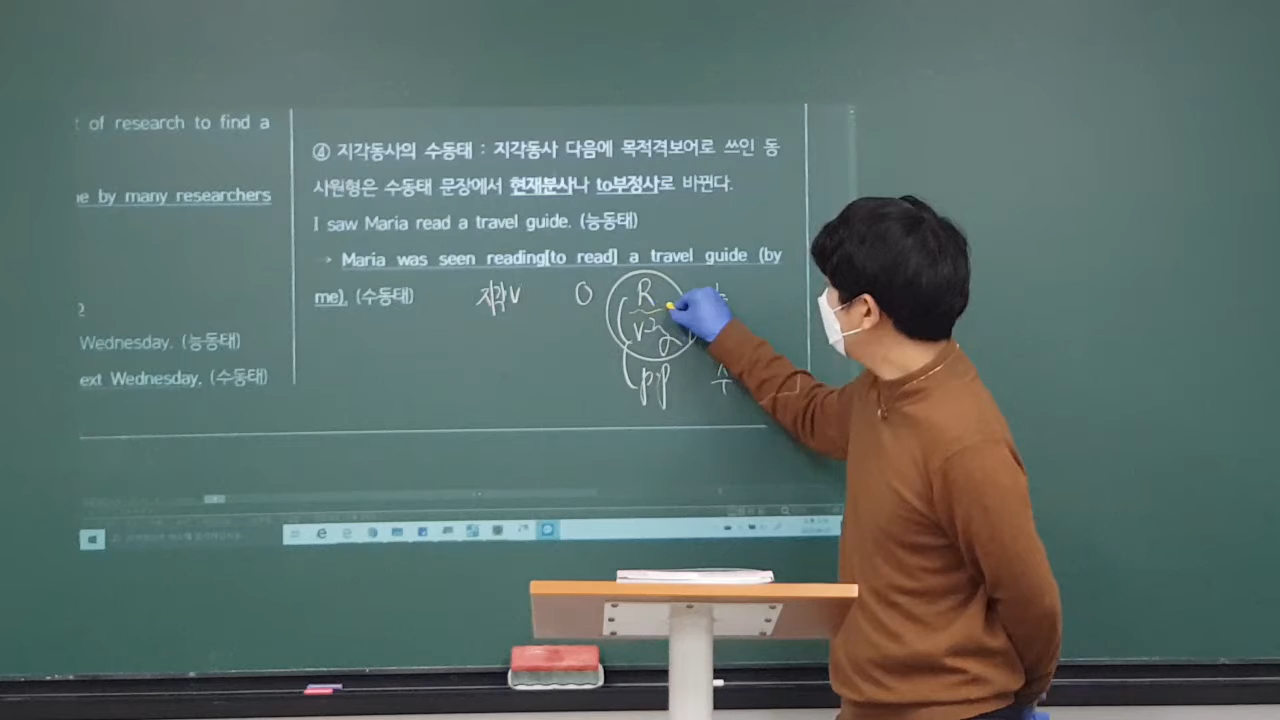 of research to find a
by many researchers
Wednesday. (능동태)
ext Wednesday. (수동태)
④ 지각동사의 수동태 : 지각동사 다음에 목적격보어로 쓰인 동
사원형은 수동태 문장에서 현재분사나 to부정사로 바뀐다.
I saw Maria read a travel guide. (능동태)
→ Maria was seen reading[to read] a travel guide (by
me). (수동태)
지각V O R
p.p 수